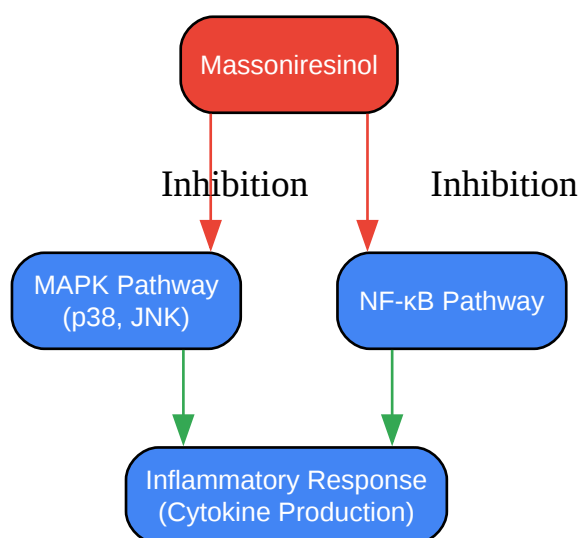 Massoniresinol
Inhibition
Inhibition
MAPK Pathway
(p38, JNK)
NF-κB Pathway
Inflammatory Response
(Cytokine Production)